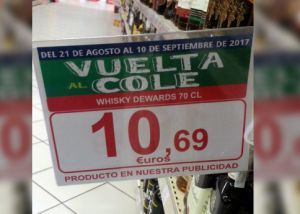 DEL 21 DE AGOSTO AL 10 DE SEPTIEMBRE DE 2017
VUELTA
AL COLE
WHISKY DEWARDS 70 CL
10,69
€uros
PRODUCTO EN NUESTRA PUBLICIDAD